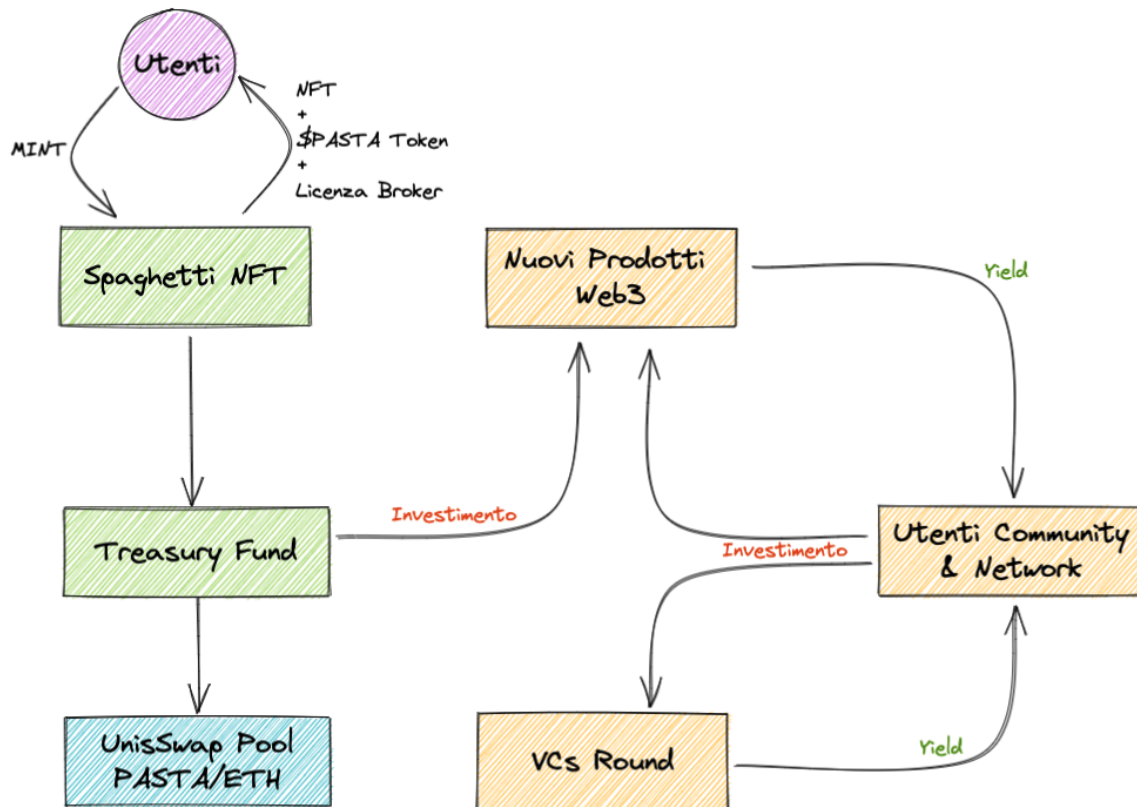 Utenti
MINT
NFT
+
$PASTA Token
+
Licenza Broker
Spaghetti NFT
Nuovi Prodotti
Web3
Yield
Treasury Fund
Investimento
Investimento
Utenti Community
& Network
UnisSwap Pool
PASTA/ETH
VCs Round
Yield